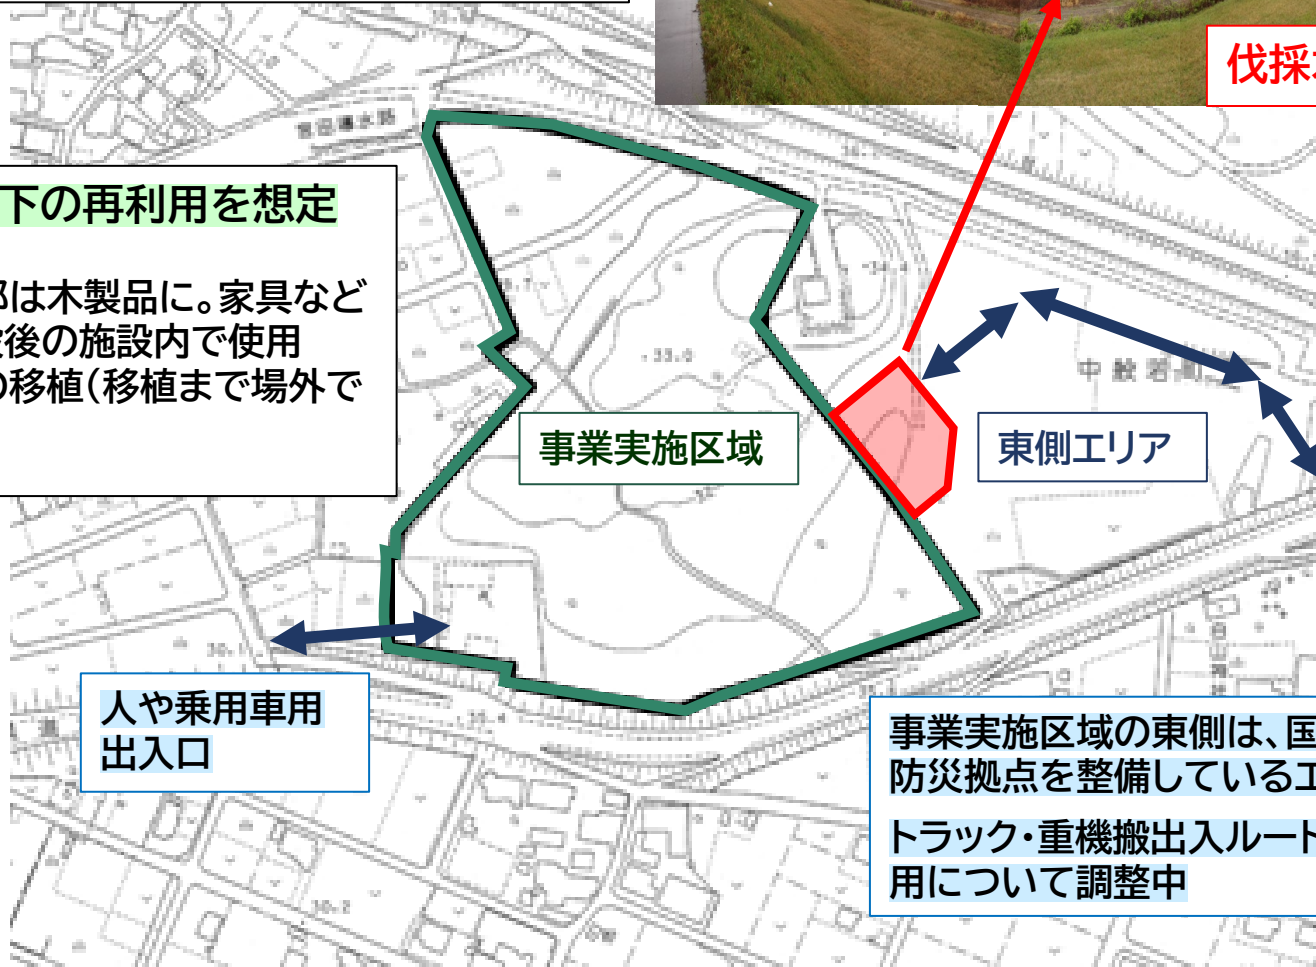 伐採
下の再利用を想定
は木製品に。家具など
後の施設内で使用
の移植(移植まで場外で
事業実施区域
東側エリア
人や乗用車用
出入口
事業実施区域の東側は、国
防災拠点を整備しているエ
トラック・重機搬出入ルート
用について調整中